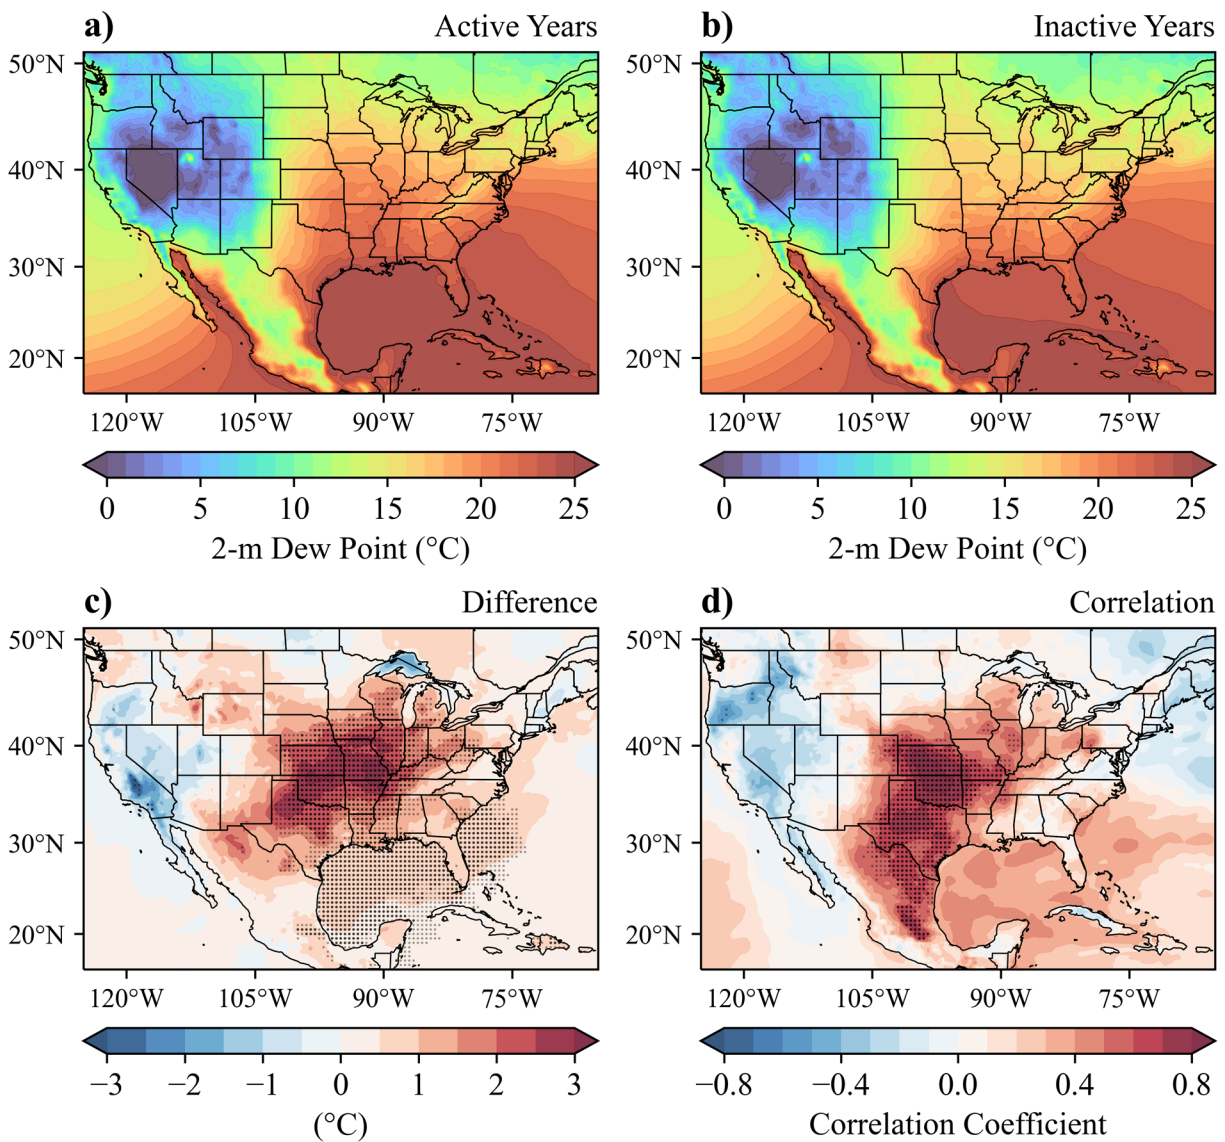 a) Active Years
b) Inactive Years
50°N
40°N
30°N
20°N
120°W 105°W 90°W 75°W
0 5 10 15 20 25
2-m Dew Point (°C)
50°N
40°N
30°N
20°N
120°W 105°W 90°W 75°W
0 5 10 15 20 25
2-m Dew Point (°C)
c) Difference
d) Correlation
50°N
40°N
30°N
20°N
120°W 105°W 90°W 75°W
−3 −2 −1 0 1 2 3
(°C)
50°N
40°N
30°N
20°N
120°W 105°W 90°W 75°W
−0.8 −0.4 0.0 0.4 0.8
Correlation Coefficient